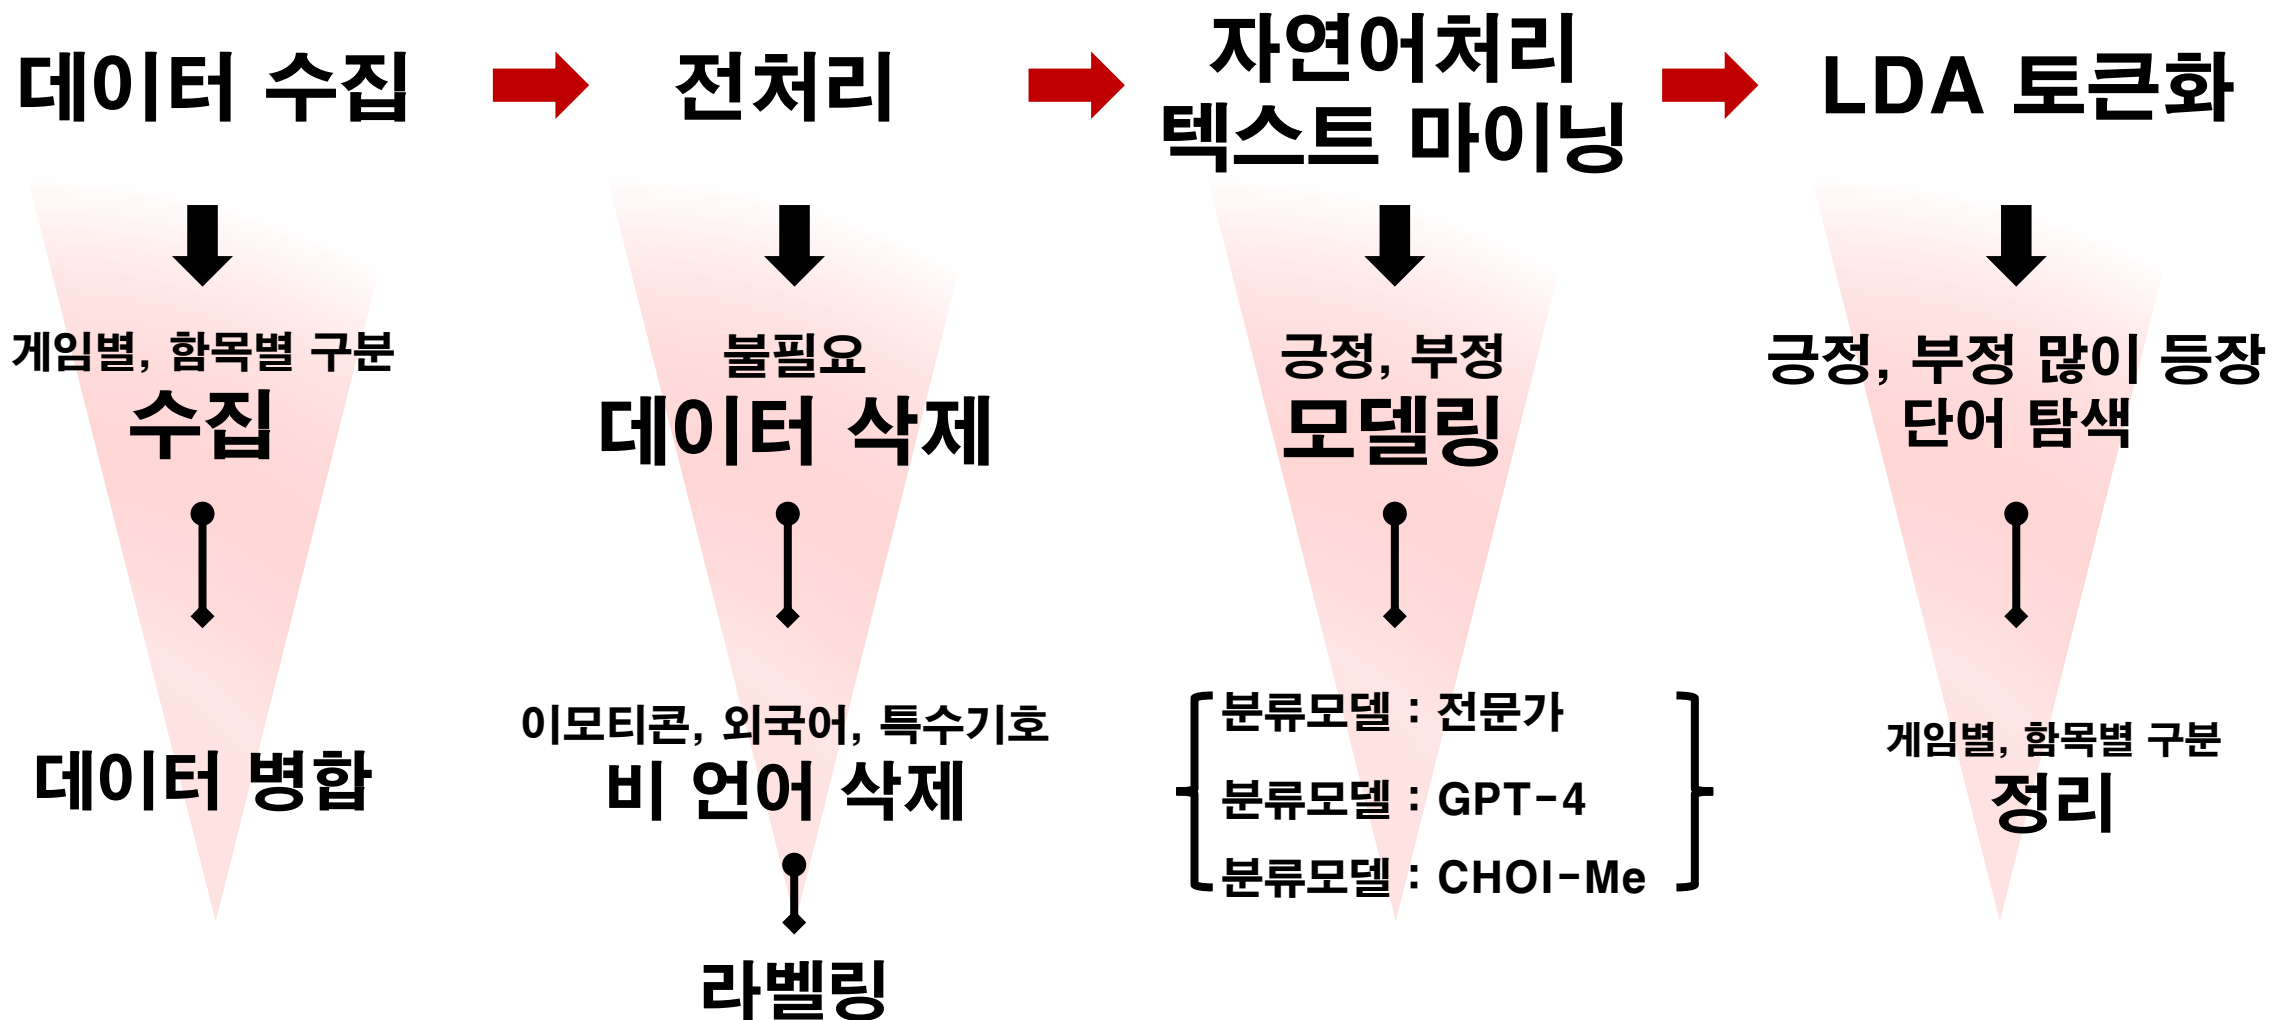 데이터 수집
전처리
자연어처리
텍스트 마이닝
LDA 토큰화
게임별, 함목별 구분
수집
데이터 병합
불필요
데이터 삭제
이모티콘, 외국어, 특수기호
비 언어 삭제
라벨링
긍정, 부정
모델링
분류모델 : 전문가
분류모델 : GPT-4
분류모델 : CHOI-Me
긍정, 부정 많이 등장
단어 탐색
게임별, 함목별 구분
정리